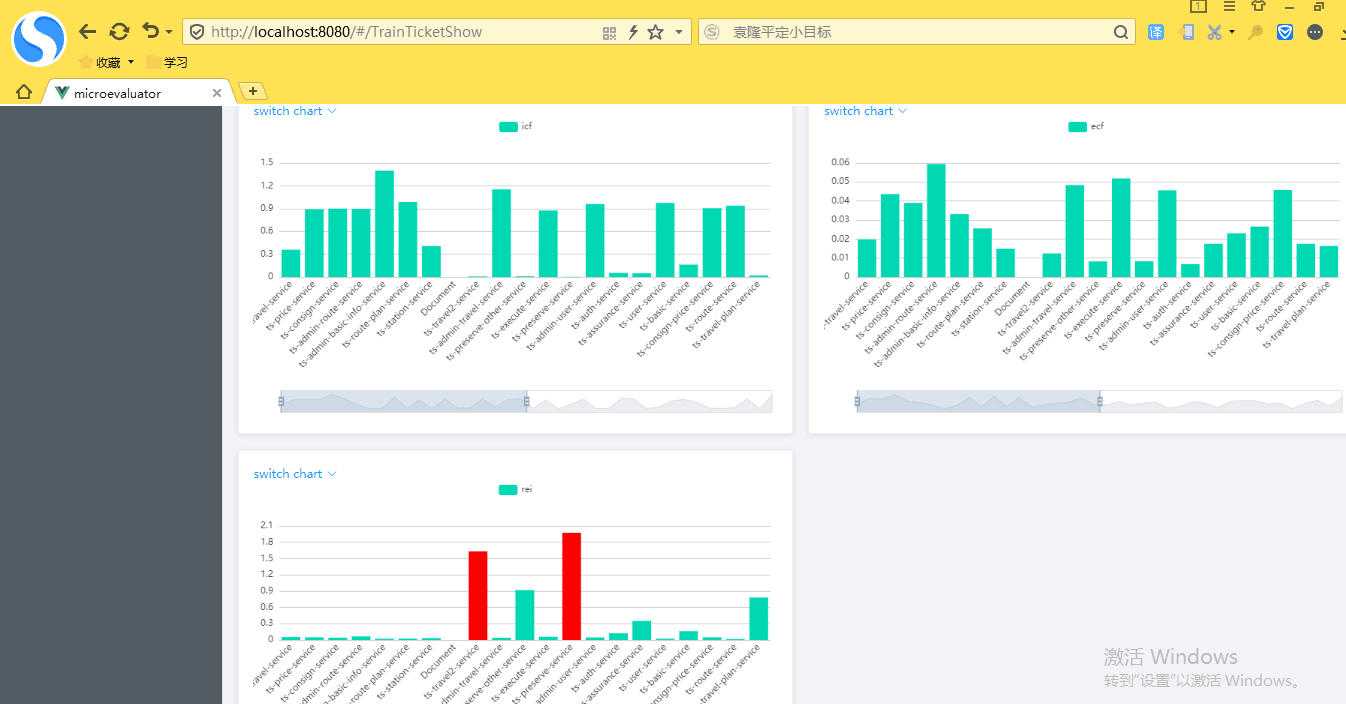 http://localhost:8080/#/TrainTicketShow
袁隆平定小目标
译
收藏
学习
microevaluator
switch chart
icf
1.5
1.2
0.9
0.6
0.3
0
travel-service
ts-price-service
ts-consign-service
ts-admin-route-service
ts-admin-basic-info-service
ts-route-plan-service
ts-station-service
Document
ts-travel2-service
ts-admin-travel-service
ts-preserve-other-service
ts-execute-service
ts-preserve-service
ts-admin-user-service
ts-auth-service
ts-assurance-service
ts-user-service
ts-basic-service
ts-consign-price-service
ts-route-service
ts-travel-plan-service
switch chart
ecf
0.06
0.05
0.04
0.03
0.02
0.01
0
-travel-service
ts-price-service
ts-consign-service
ts-admin-route-service
ts-admin-basic-info-service
ts-route-plan-service
ts-station-service
Document
ts-travel2-service
ts-admin-travel-service
ts-preserve-other-service
ts-execute-service
ts-preserve-service
ts-admin-user-service
ts-auth-service
ts-assurance-service
ts-user-service
ts-basic-service
ts-consign-price-service
ts-route-service
ts-travel-plan-service
switch chart
rei
2.1
1.8
1.5
1.2
0.9
0.6
0.3
0
travel-service
ts-price-service
ts-consign-service
admin-route-service
-basic-info-service
route-plan-service
ts-station-service
Document
ts-travel2-service
dmin-travel-service
serve-other-service
ts-execute-service
ts-preserve-service
admin-user-service
ts-auth-service
-assurance-service
ts-user-service
ts-basic-service
onsign-price-service
ts-route-service
-travel-plan-service
激活 Windows
转到"设置"以激活 Windows。